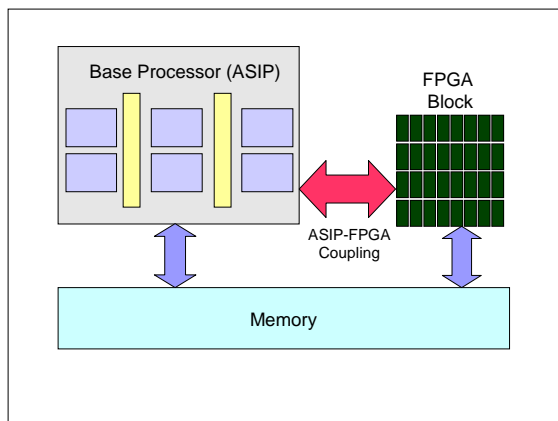 Base Processor (ASIP)
FPGA
Block
ASIP-FPGA
Coupling
Memory